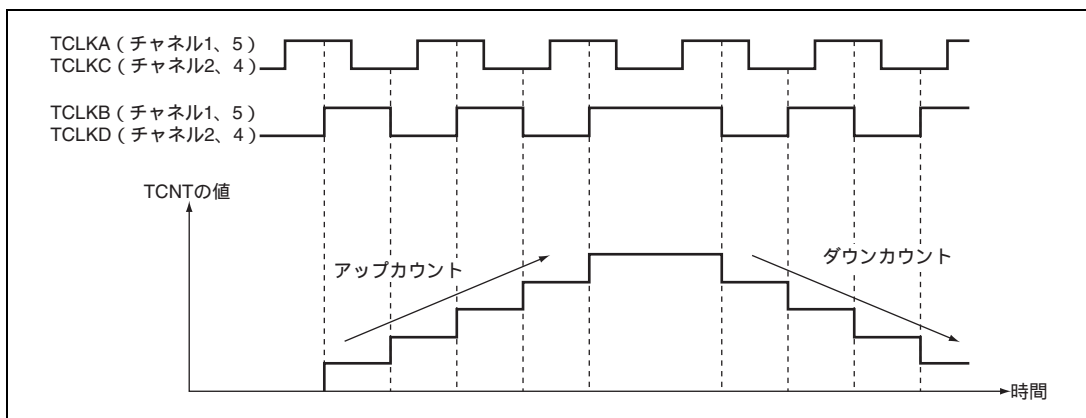 TCLKA（チャネル1、5）
TCLKC（チャネル2、4）
TCLKB（チャネル1、5）
TCLKD（チャネル2、4）
TCNTの値
アップカウント
ダウンカウント
時間